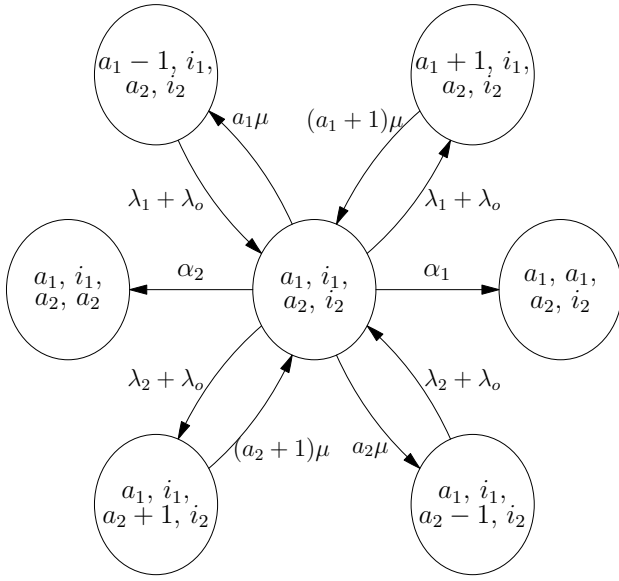 a₁ − 1, i₁,
a₂, i₂
a₁ + 1, i₁,
a₂, i₂
a₁μ
(a₁ + 1)μ
λ₁ + λₒ
λ₁ + λₒ
a₁, i₁,
a₂, a₂
α₂
a₁, i₁,
a₂, i₂
α₁
a₁, a₁,
a₂, i₂
λ₂ + λₒ
λ₂ + λₒ
(a₂ + 1)μ
a₂μ
a₁, i₁,
a₂ + 1, i₂
a₁, i₁,
a₂ − 1, i₂